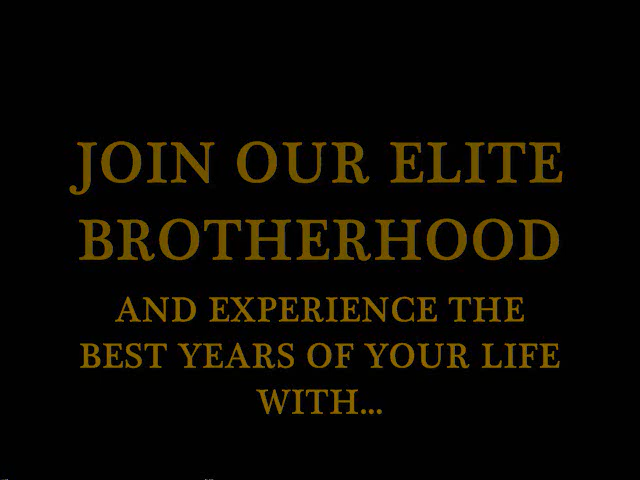 JOIN OUR ELITE
BROTHERHOOD
AND EXPERIENCE THE
BEST YEARS OF YOUR LIFE
WITH...